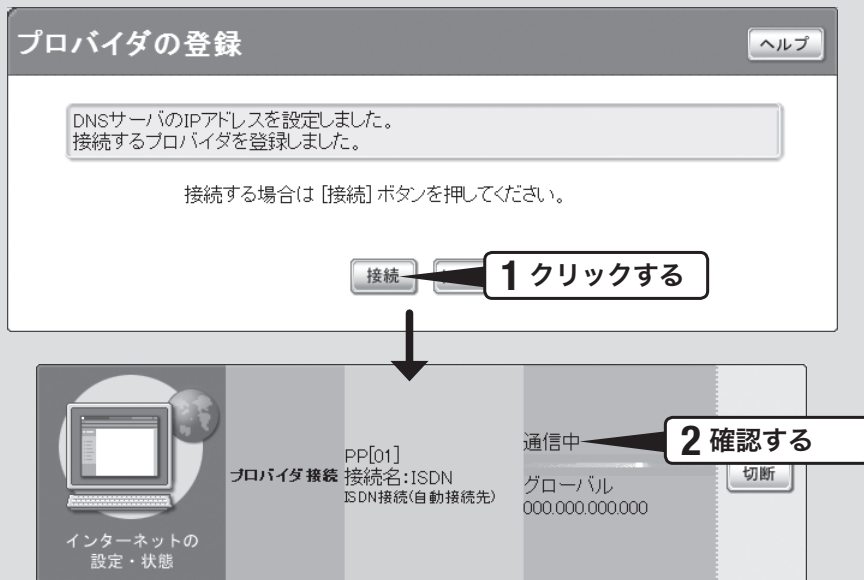 プロバイダの登録
ヘルプ
DNSサーバのIPアドレスを設定しました。
接続するプロバイダを登録しました。
接続する場合は [接続] ボタンを押してください。
接続
1 クリックする
通信中
2 確認する
PP[01]
プロバイダ接続
接続名:ISDN
ISDN接続(自動接続先)
切断
グローバル
000.000.000.000
インターネットの
設定・状態